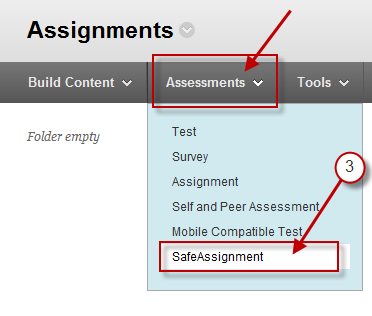 Assignments
Build Content Assessments Tools
Folder empty
Test
Survey
Assignment
Self and Peer Assessment
Mobile Compatible Test
SafeAssignment
3